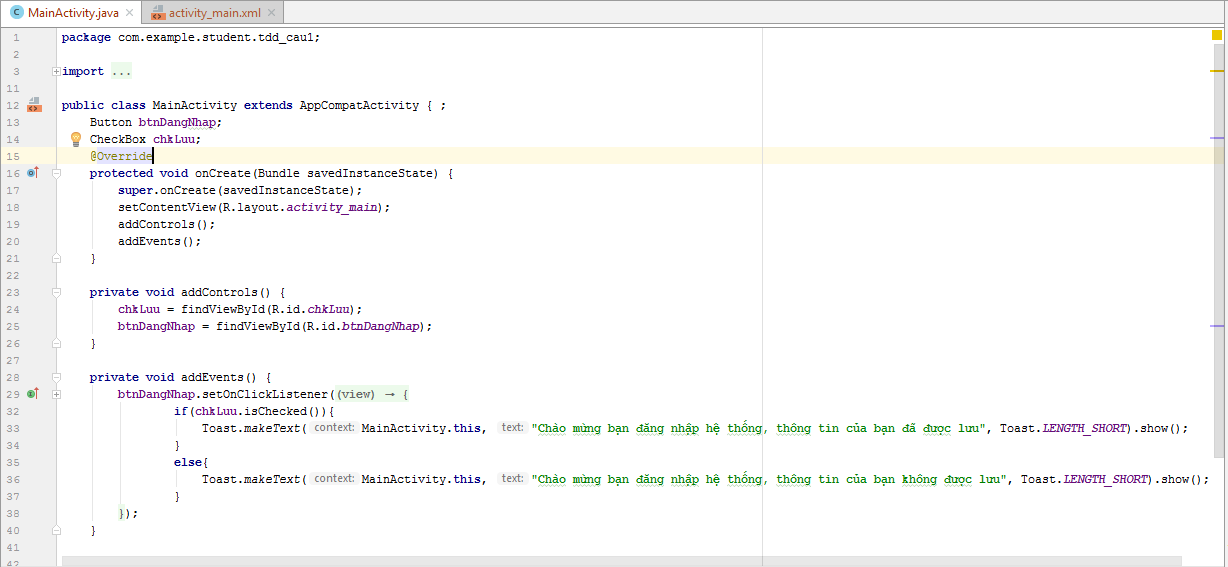 MainActivity.java activity_main.xml
1 package com.example.student.tdd_cau1;
2
3 import ...
11
12 public class MainActivity extends AppCompatActivity { ;
13 Button btnDangNhap;
14 CheckBox chkLuu;
15 @Override
16 protected void onCreate(Bundle savedInstanceState) {
17 super.onCreate(savedInstanceState);
18 setContentView(R.layout.activity_main);
19 addControls();
20 addEvents();
21 }
22
23 private void addControls() {
24 chkLuu = findViewById(R.id.chkLuu);
25 btnDangNhap = findViewById(R.id.btnDangNhap);
26 }
27
28 private void addEvents() {
29 btnDangNhap.setOnClickListener((view) → {
32 if(chkLuu.isChecked()){
33 Toast.makeText( context: MainActivity.this, text: "Chào mừng bạn đăng nhập hệ thống, thông tin của bạn đã được lưu", Toast.LENGTH_SHORT).show();
34 }
35 else{
36 Toast.makeText( context: MainActivity.this, text: "Chào mừng bạn đăng nhập hệ thống, thông tin của bạn không được lưu", Toast.LENGTH_SHORT).show();
37 }
38 });
40 }
41
42